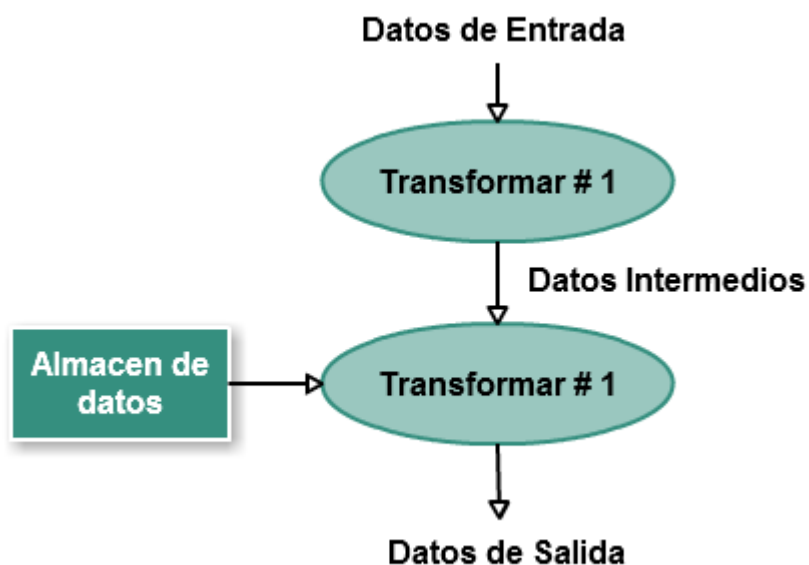 Datos de Entrada
Transformar # 1
Datos Intermedios
Almacen de
datos
Transformar # 1
Datos de Salida